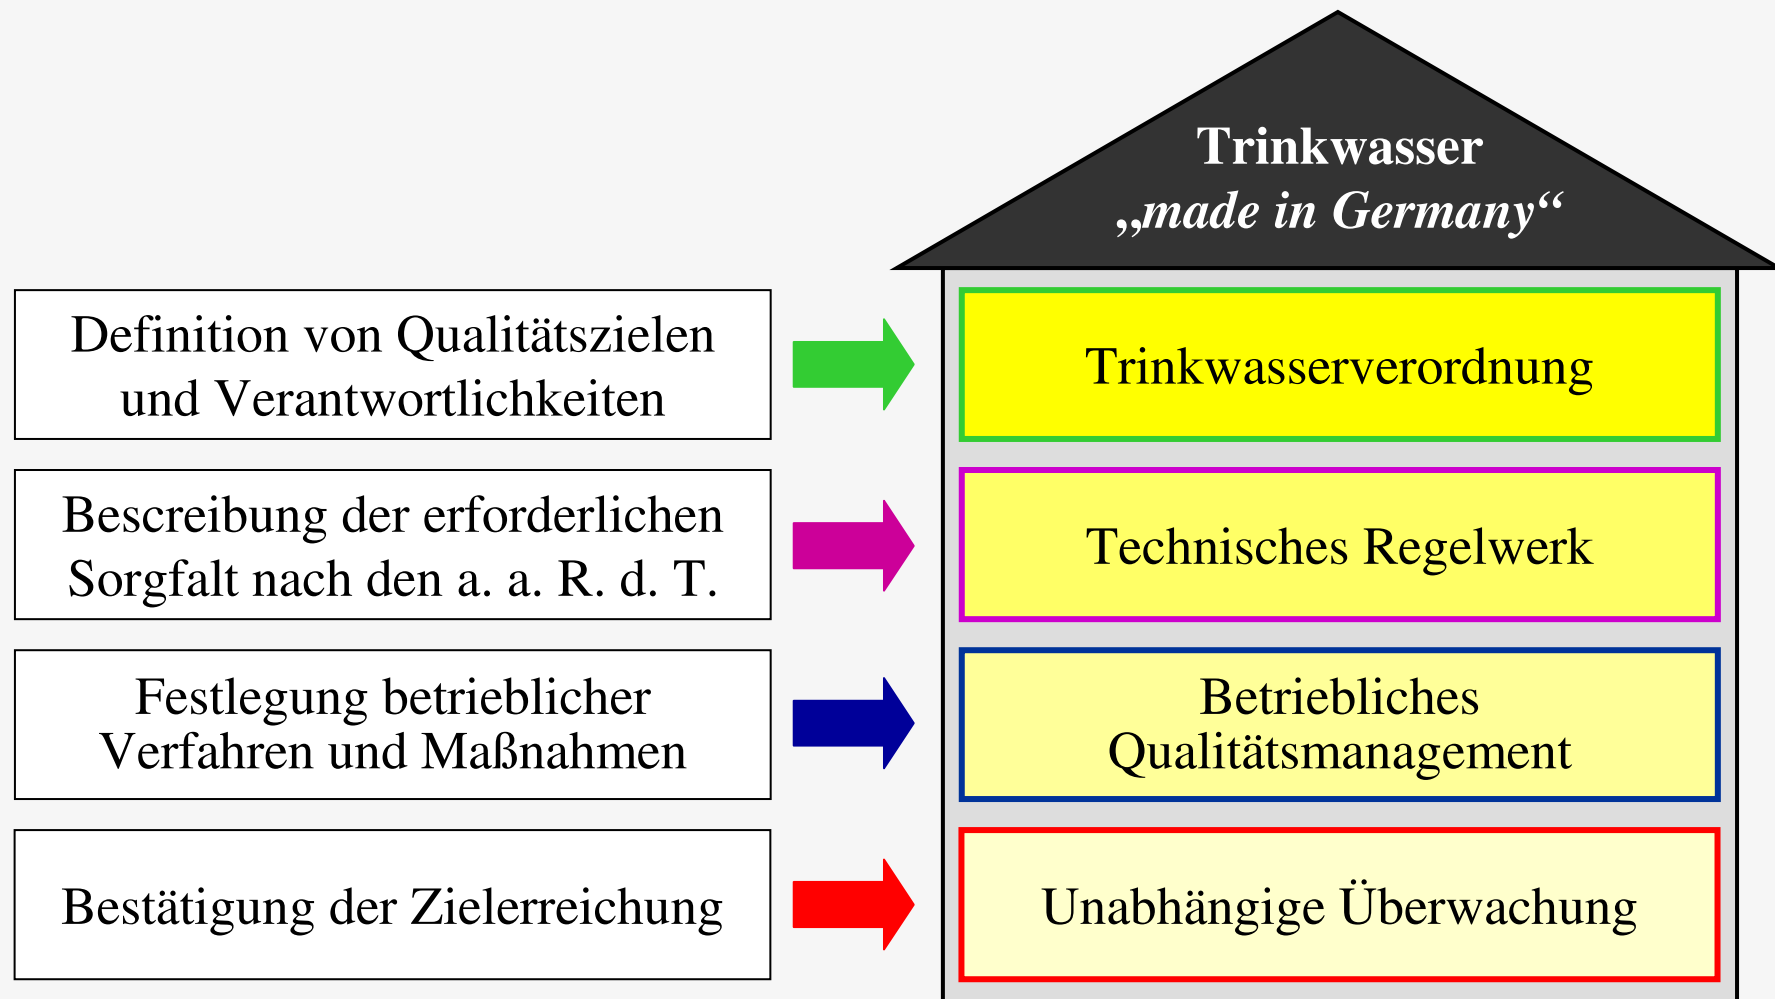 Trinkwasser
„made in Germany“
Definition von Qualitätszielen
und Verantwortlichkeiten
Trinkwasserverordnung
Bescreibung der erforderlichen
Sorgfalt nach den a. a. R. d. T.
Technisches Regelwerk
Festlegung betrieblicher
Verfahren und Maßnahmen
Betriebliches
Qualitätsmanagement
Bestätigung der Zielerreichung
Unabhängige Überwachung